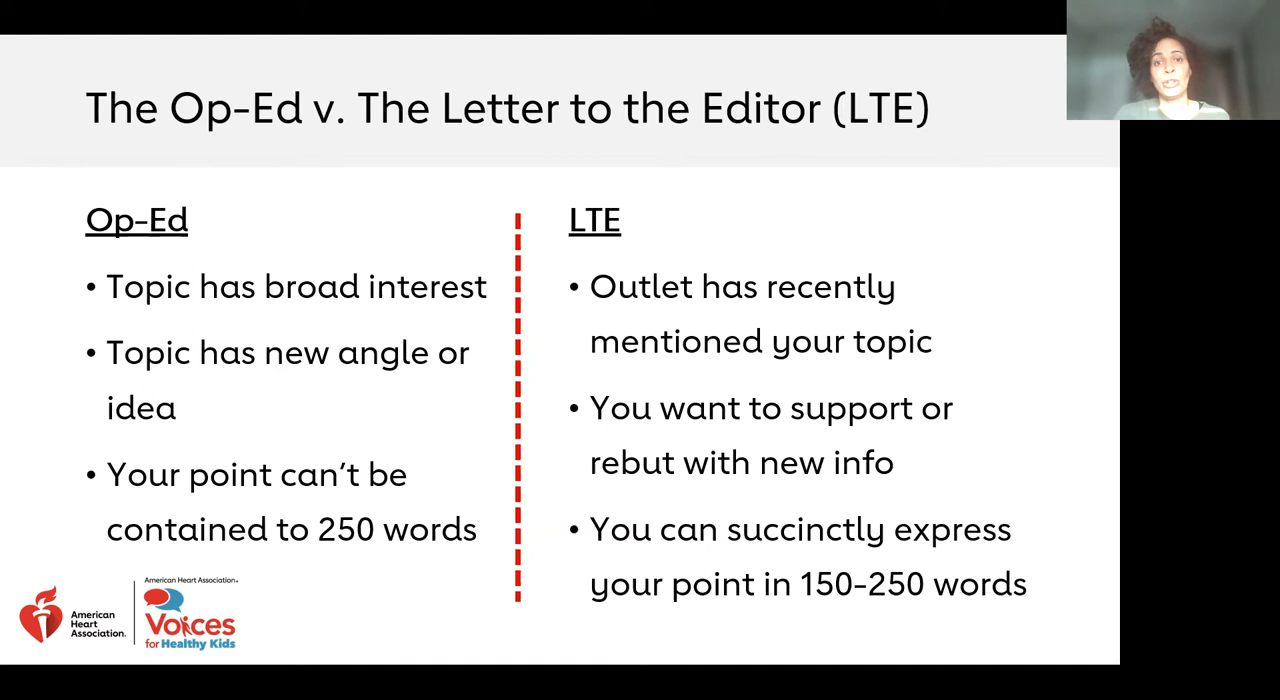 The Op-Ed v. The Letter to the Editor (LTE)
Op-Ed
• Topic has broad interest
• Topic has new angle or
idea
• Your point can't be
contained to 250 words
LTE
• Outlet has recently
mentioned your topic
• You want to support or
rebut with new info
• You can succinctly express
your point in 150-250 words
American
Heart
Association.
American Heart Association.
Voices
for Healthy Kids